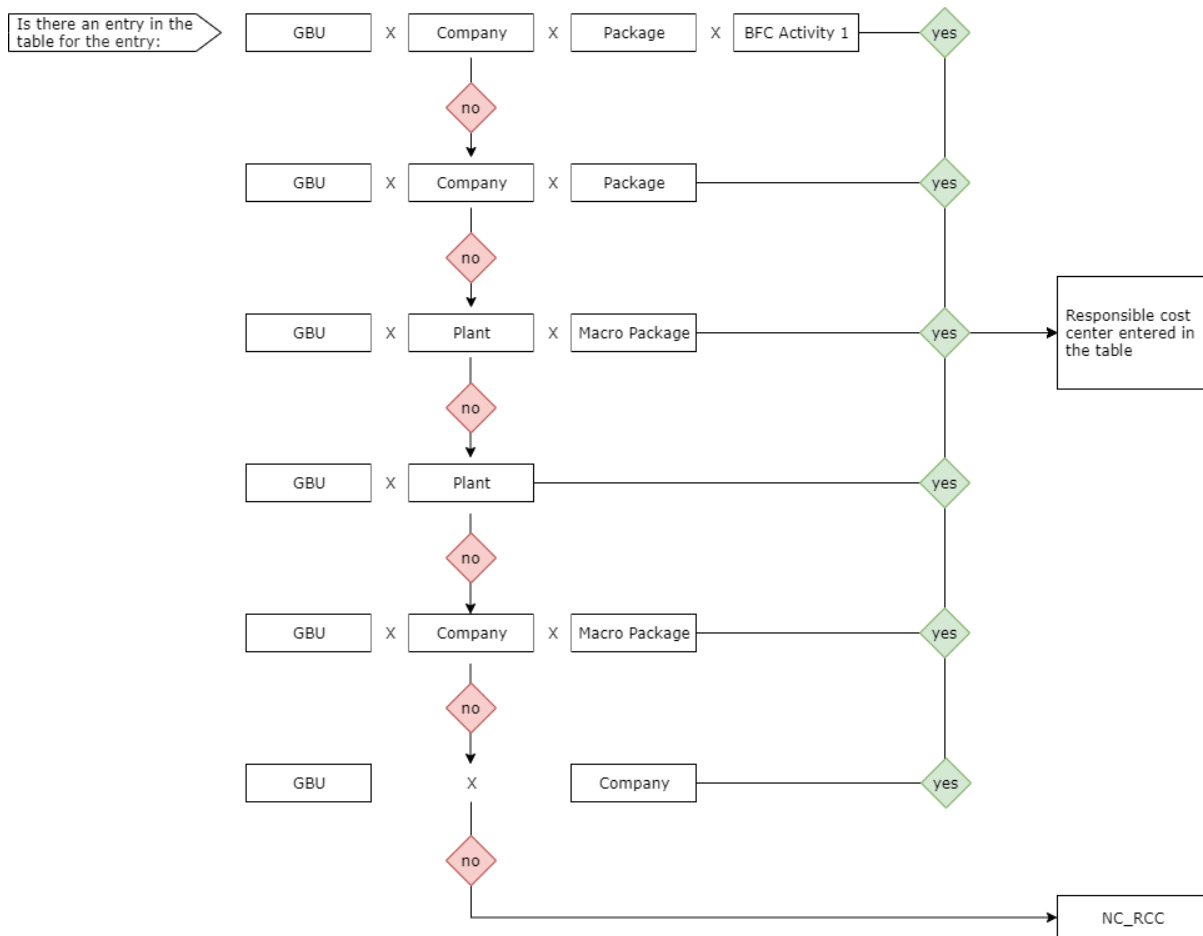 Is there an entry in the
table for the entry:
GBU X Company X Package X BFC Activity 1 yes
no
GBU X Company X Package yes
no
GBU X Plant X Macro Package yes
Responsible cost
center entered in
the table
no
GBU X Plant yes
no
GBU X Company X Macro Package yes
no
GBU X Company yes
no
NC_RCC